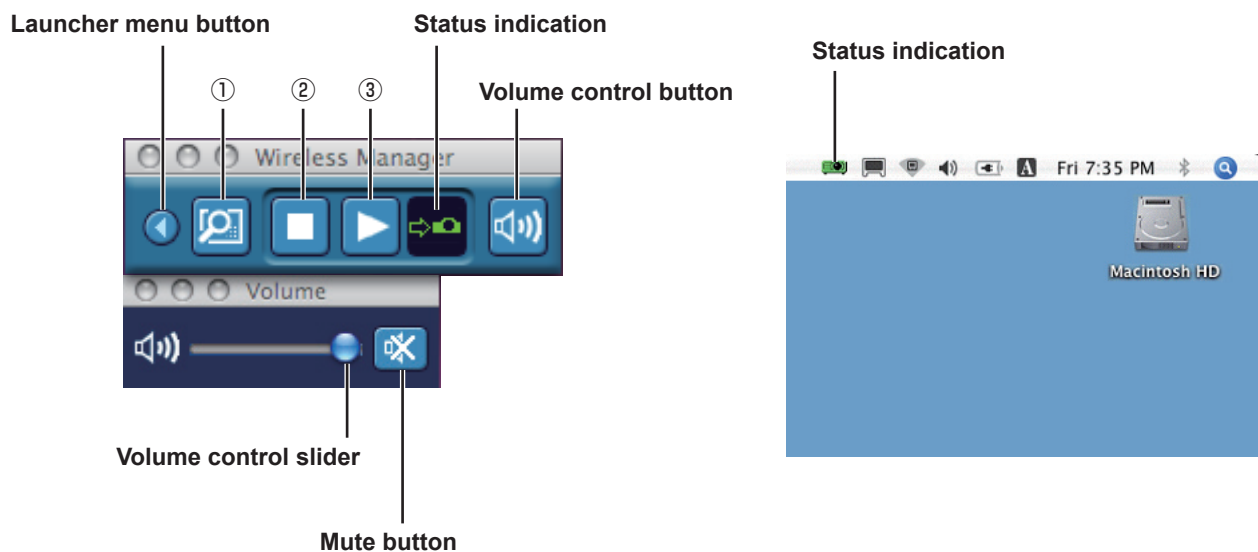 Launcher menu button
Status indication
① ② ③
Volume control button
Wireless Manager
Volume
Volume control slider
Mute button
Status indication
A Fri 7:35 PM
Macintosh HD